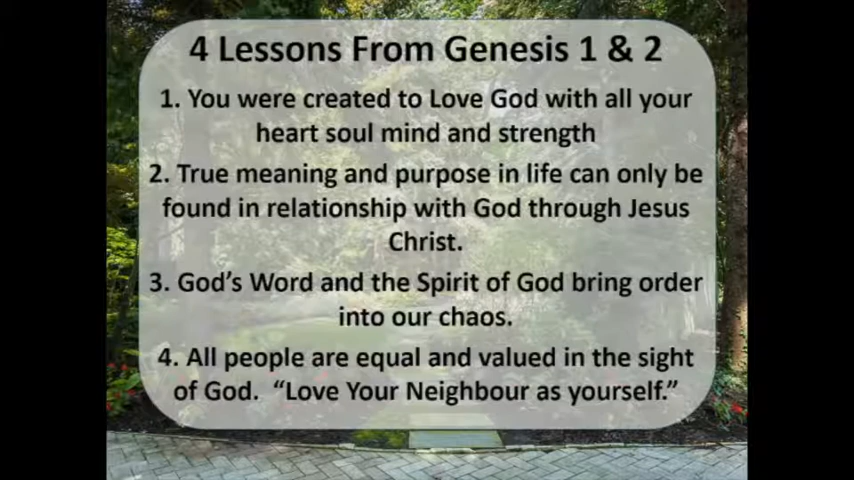 4 Lessons From Genesis 1 & 2
1. You were created to Love God with all your
heart soul mind and strength
2. True meaning and purpose in life can only be
found in relationship with God through Jesus
Christ.
3. God's Word and the Spirit of God bring order
into our chaos.
4. All people are equal and valued in the sight
of God.  “Love Your Neighbour as yourself.”